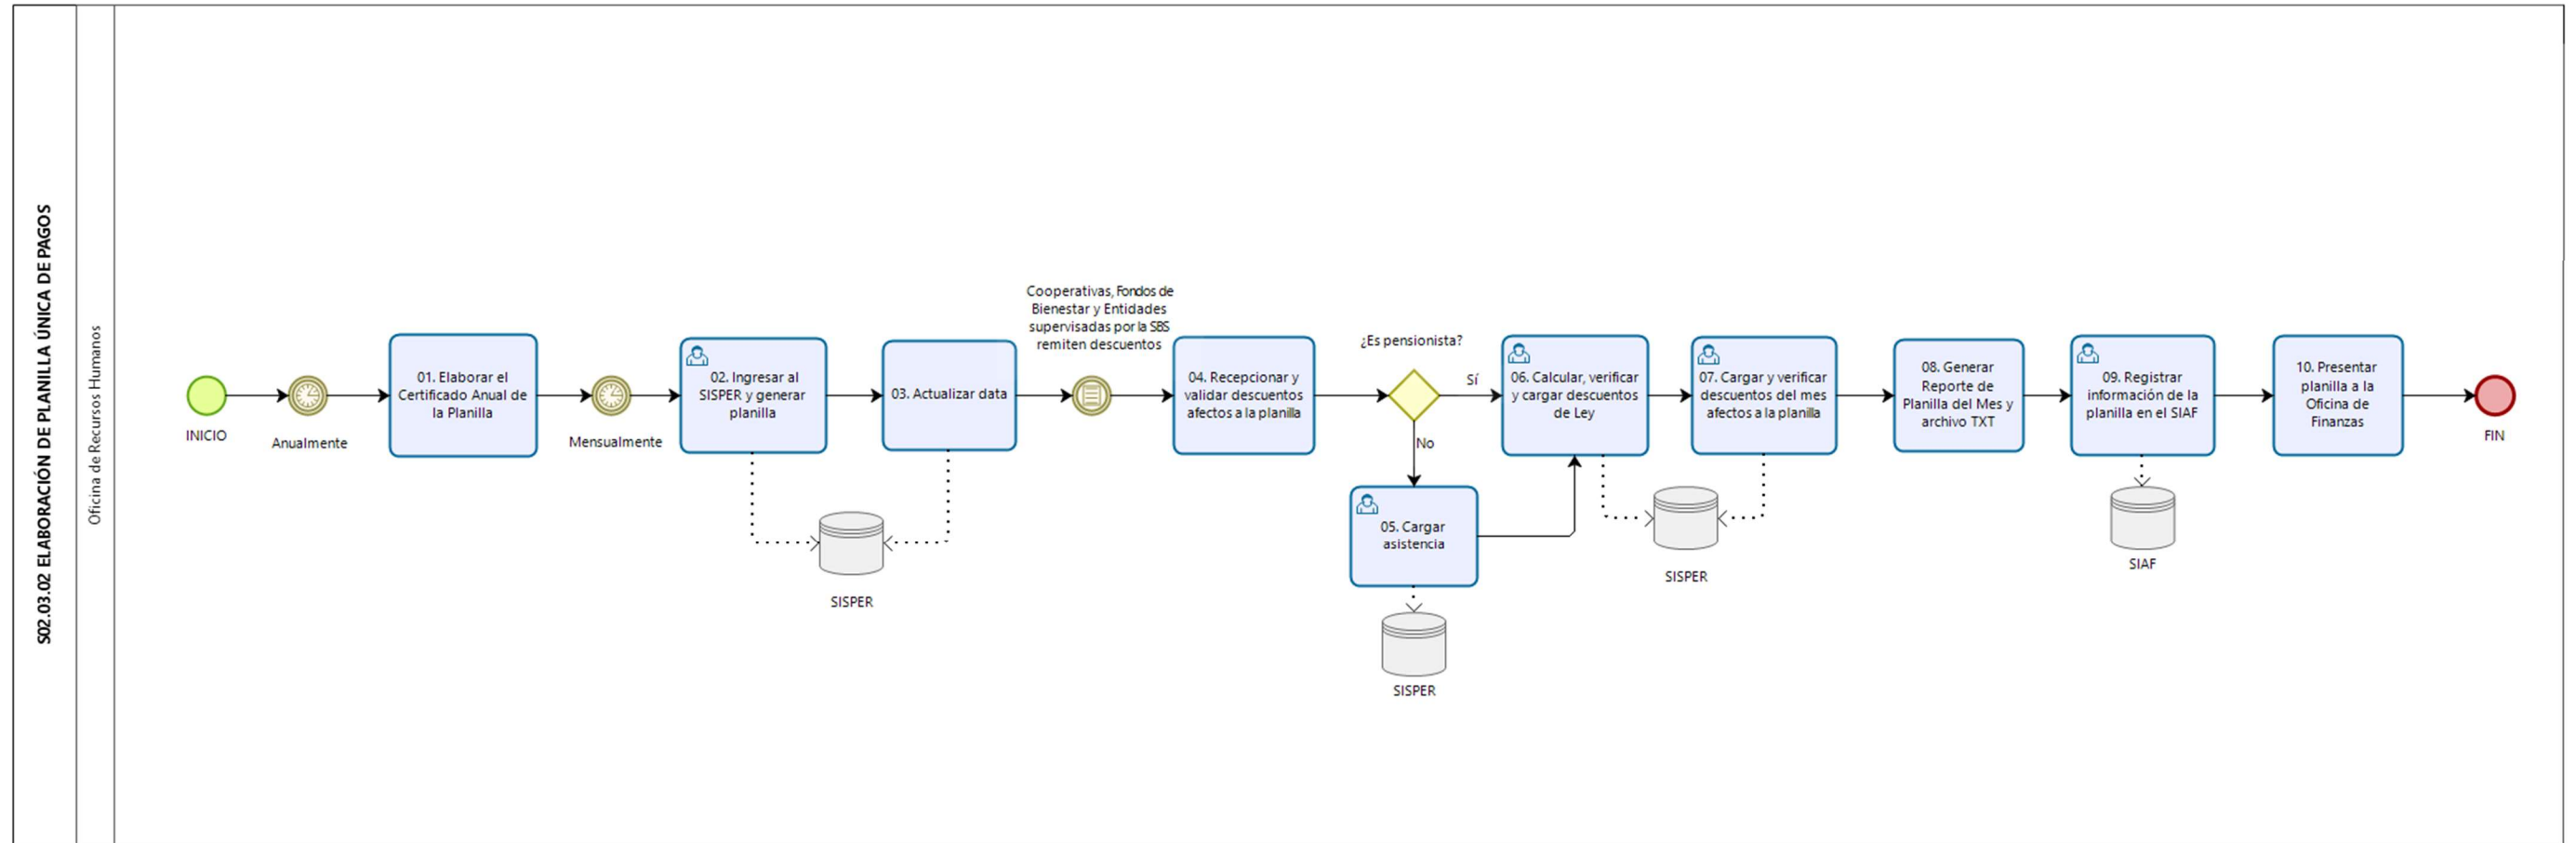 S02.03.02 ELABORACIÓN DE PLANILLA ÚNICA DE PAGOS
Oficina de Recursos Humanos
INICIO
Anualmente
01. Elaborar el
Certificado Anual de
la Planilla
Mensualmente
02. Ingresar al
SISPER y generar
planilla
03. Actualizar data
SISPER
Cooperativas, Fondos de
Bienestar y Entidades
supervisadas por la SBS
remiten descuentos
04. Recepcionar y
validar descuentos
afectos a la planilla
¿Es pensionista?
Sí
No
05. Cargar
asistencia
SISPER
06. Calcular, verificar
y cargar descuentos
de Ley
07. Cargar y verificar
descuentos del mes
afectos a la planilla
SISPER
08. Generar
Reporte de
Planilla del Mes y
archivo TXT
09. Registrar
información de la
planilla en el SIAF
SIAF
10. Presentar
planilla a la
Oficina de
Finanzas
FIN